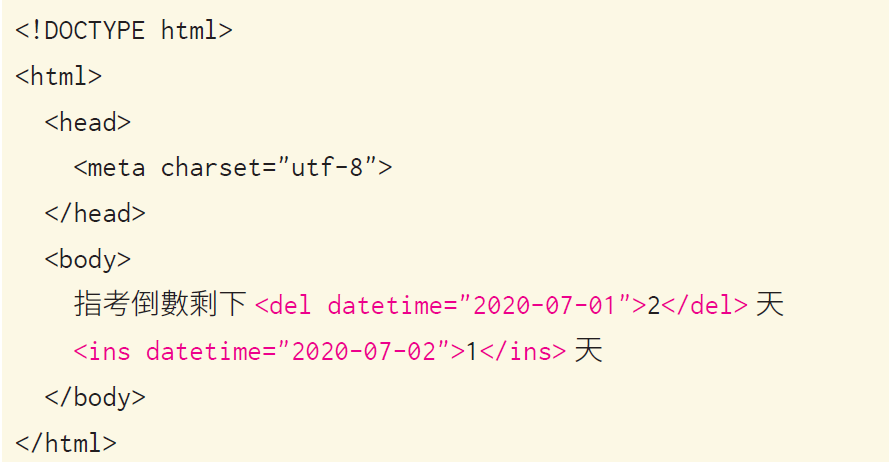 <!DOCTYPE html>
<html>
<head>
<meta charset="utf-8">
</head>
<body>
指考倒數剩下 <del datetime="2020-07-01">2</del> 天
<ins datetime="2020-07-02">1</ins> 天
</body>
</html>